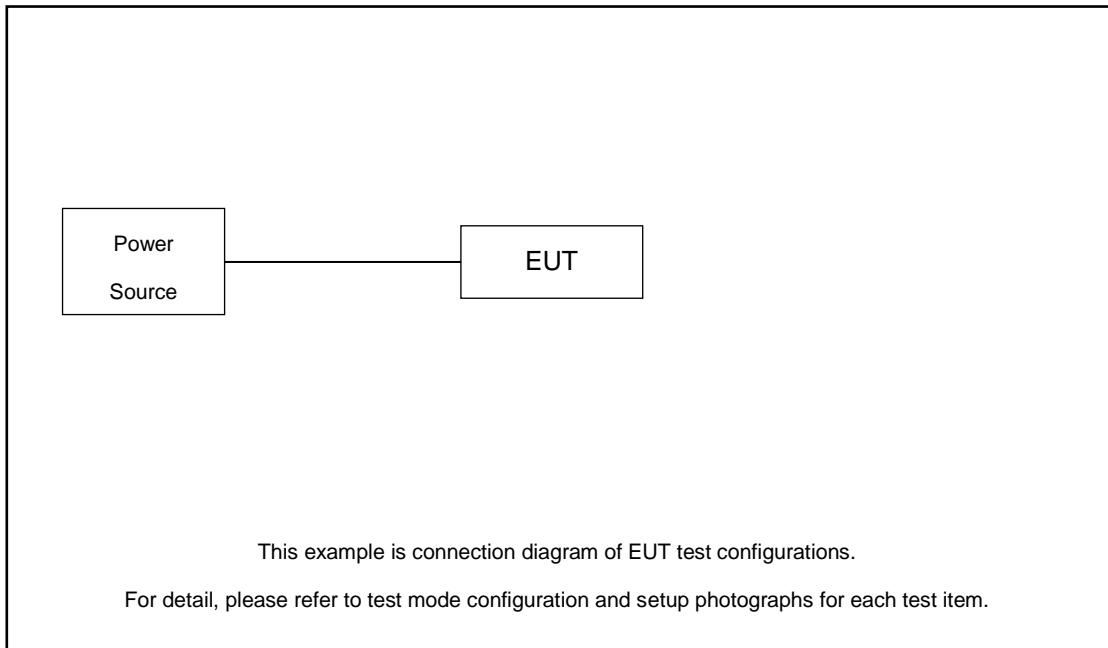 Power
Source
EUT
This example is connection diagram of EUT test configurations.
For detail, please refer to test mode configuration and setup photographs for each test item.